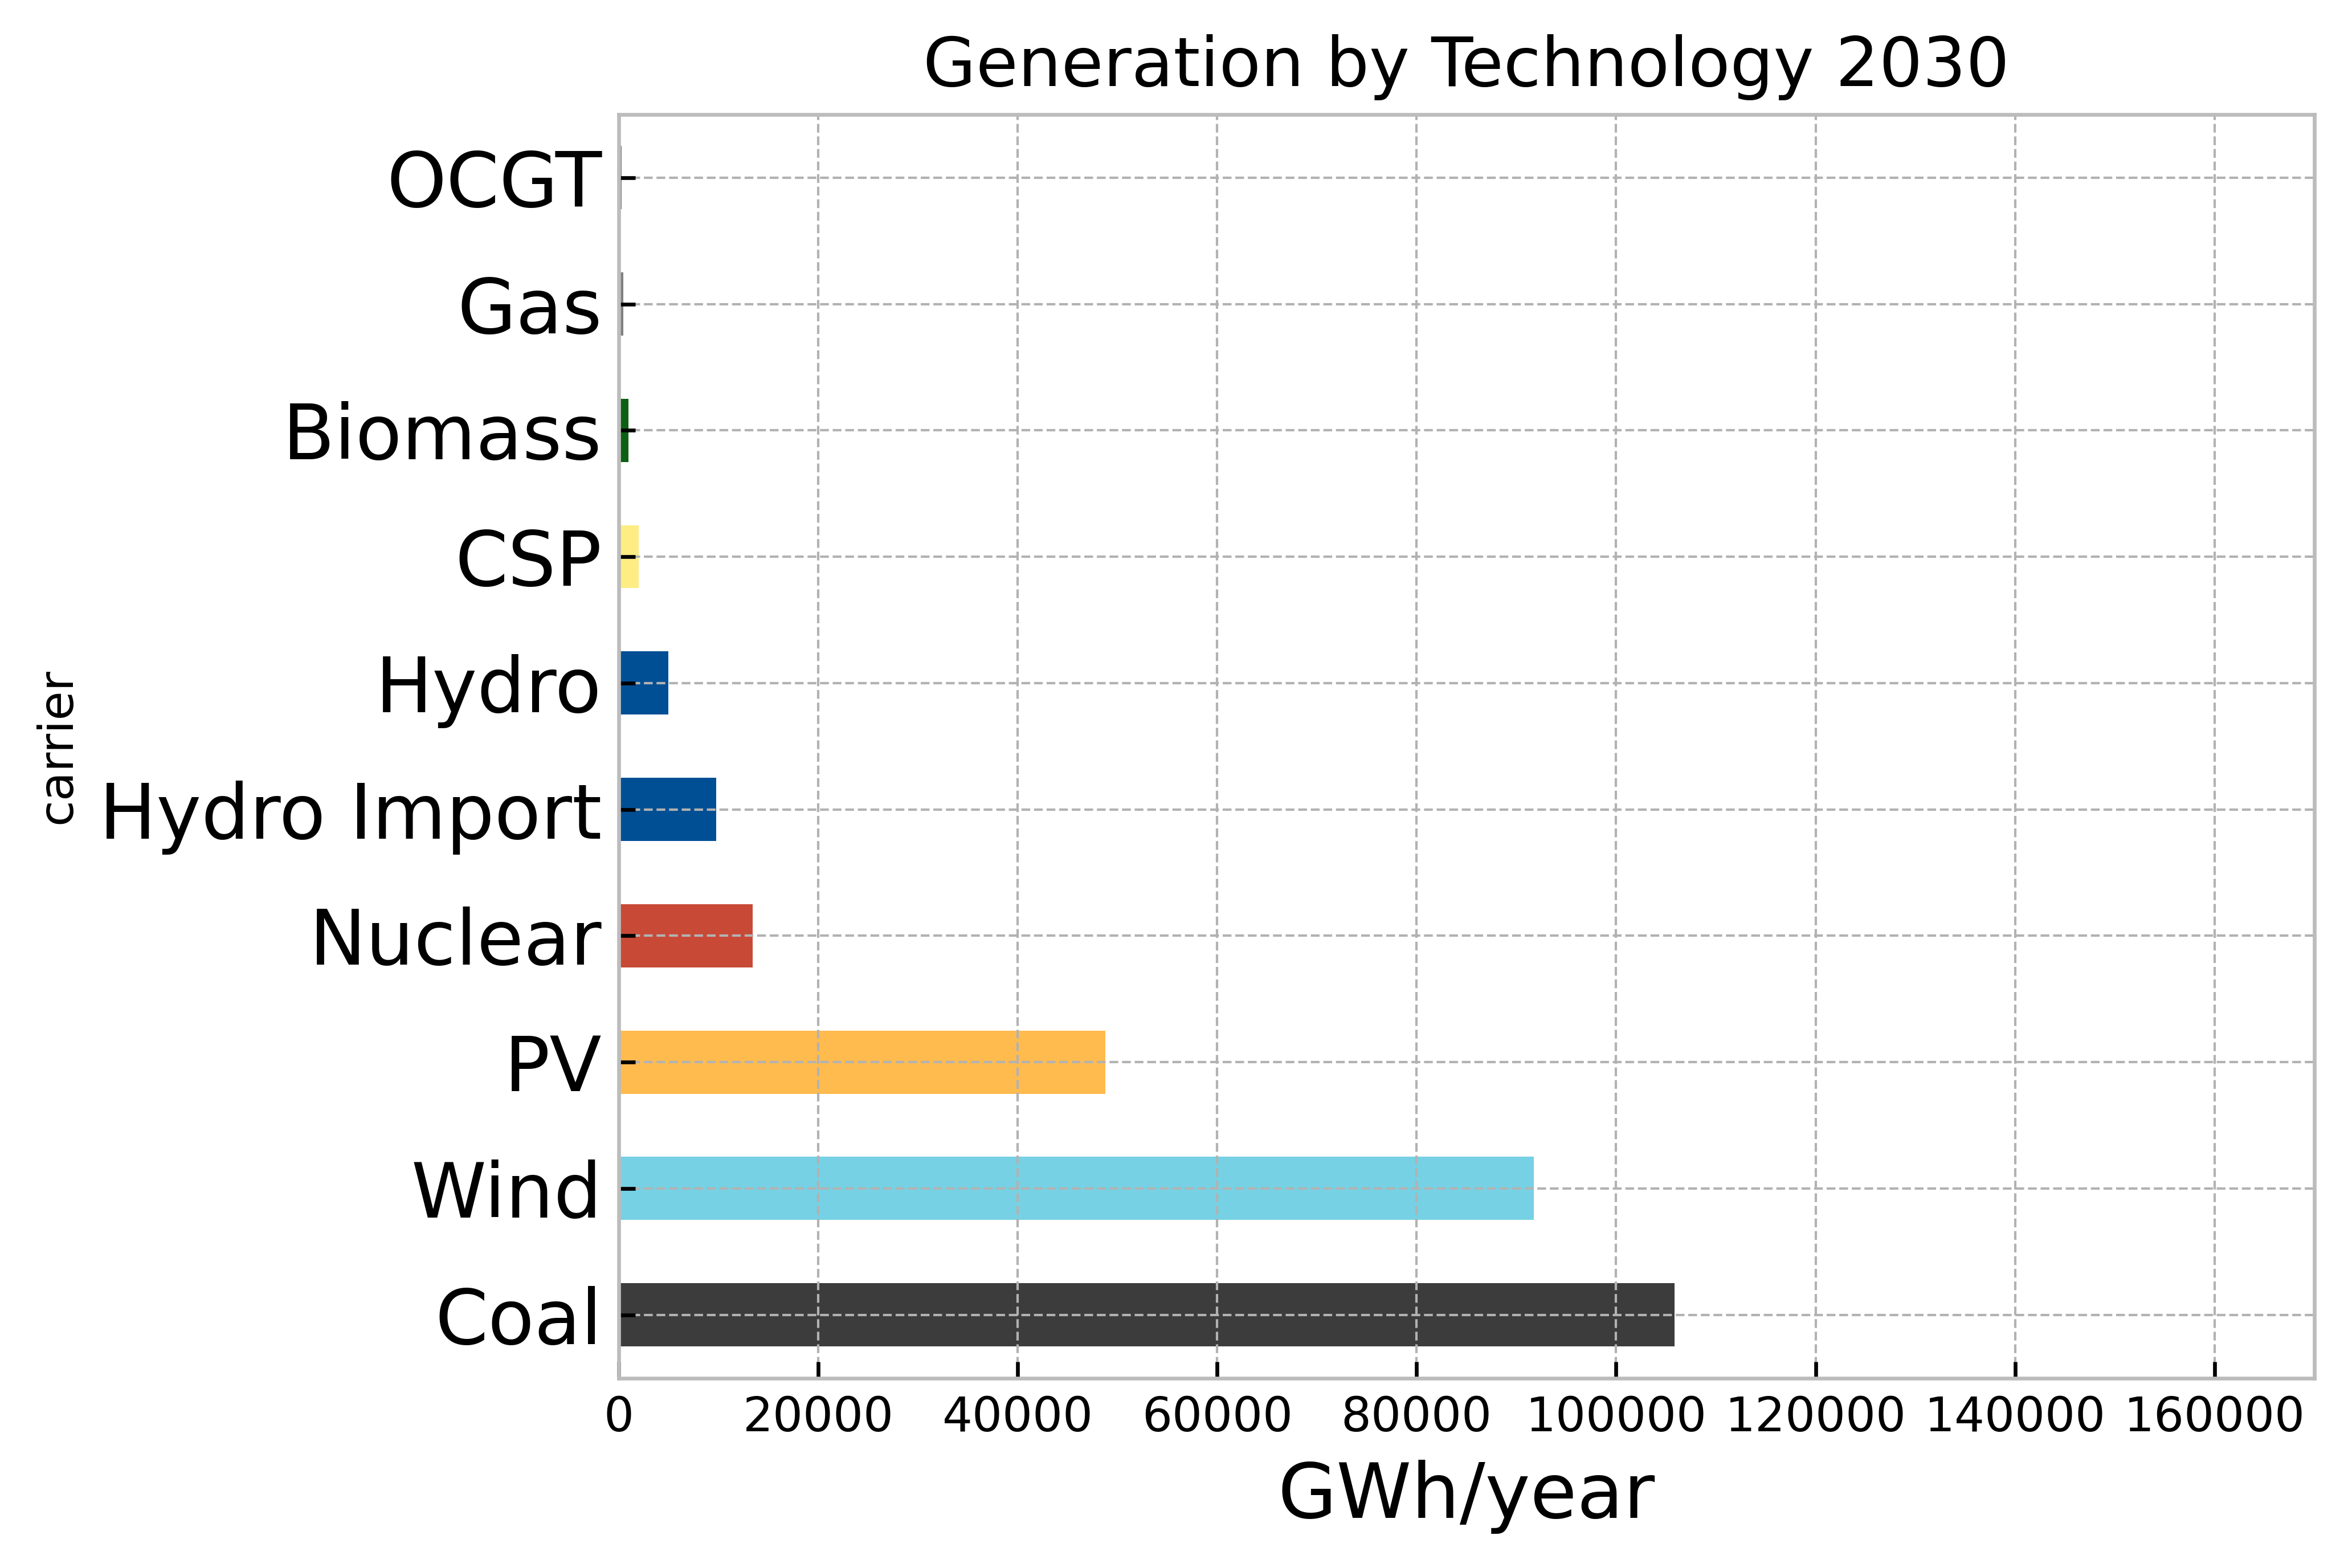 Generation by Technology 2030
OCGT
Gas
Biomass
CSP
Hydro
Hydro Import
Nuclear
PV
Wind
Coal
carrier
0 20000 40000 60000 80000 100000 120000 140000 160000
GWh/year